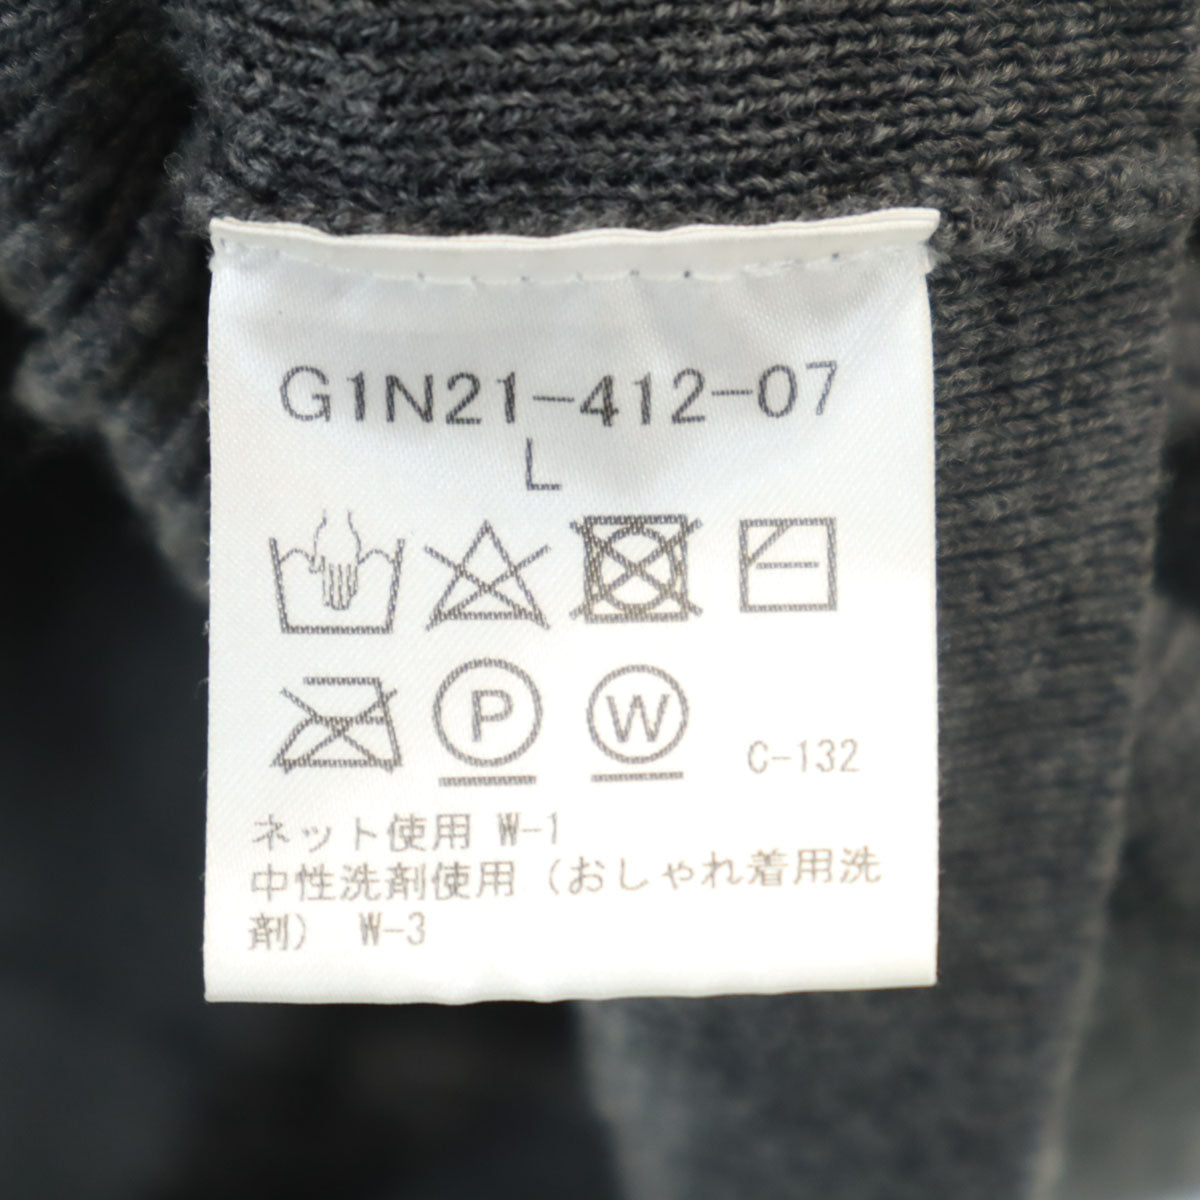 G1N21-412-07
L
P
W
C-132
ネット使用 W-1
中性洗剤使用（おしゃれ着用洗
剤） W-3